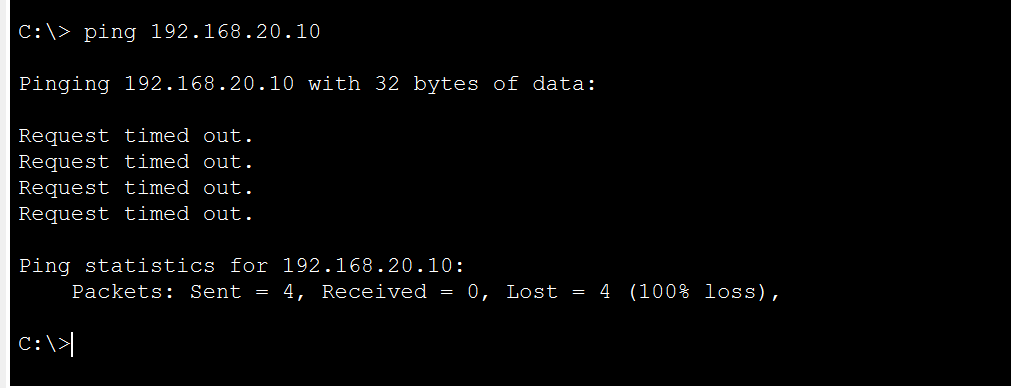 C:\> ping 192.168.20.10
Pinging 192.168.20.10 with 32 bytes of data:
Request timed out.
Request timed out.
Request timed out.
Request timed out.
Ping statistics for 192.168.20.10:
    Packets: Sent = 4, Received = 0, Lost = 4 (100% loss),
C:\>